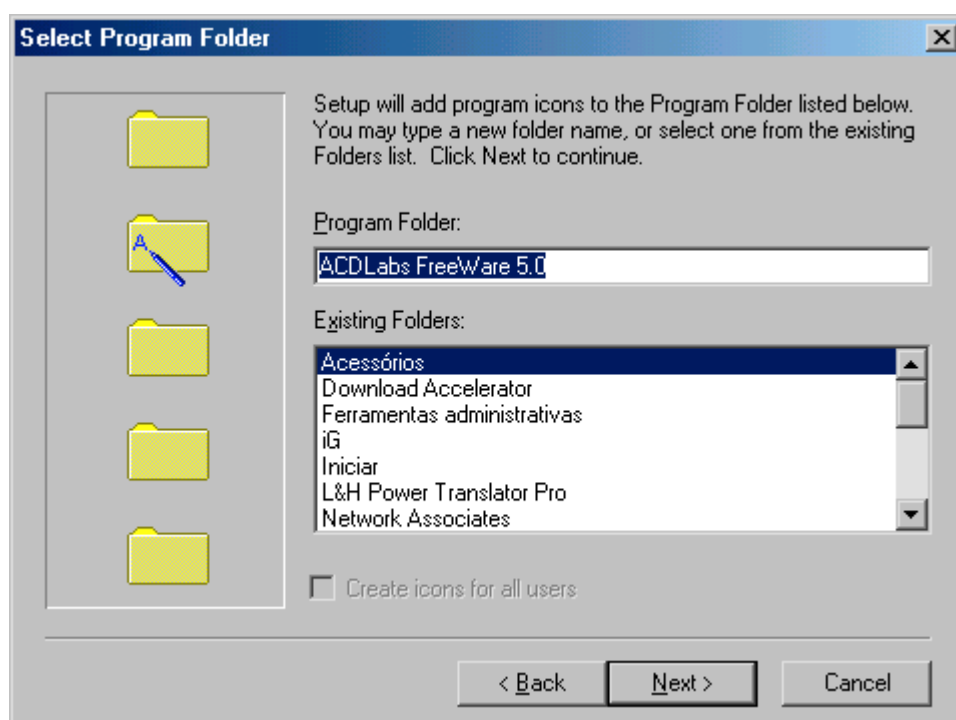 Select Program Folder
Setup will add program icons to the Program Folder listed below.
You may type a new folder name, or select one from the existing
Folders list. Click Next to continue.
Program Folder:
ACDLabs FreeWare 5.0
Existing Folders:
Acessórios
Download Accelerator
Ferramentas administrativas
iG
Iniciar
L&H Power Translator Pro
Network Associates
Create icons for all users
< Back
Next >
Cancel